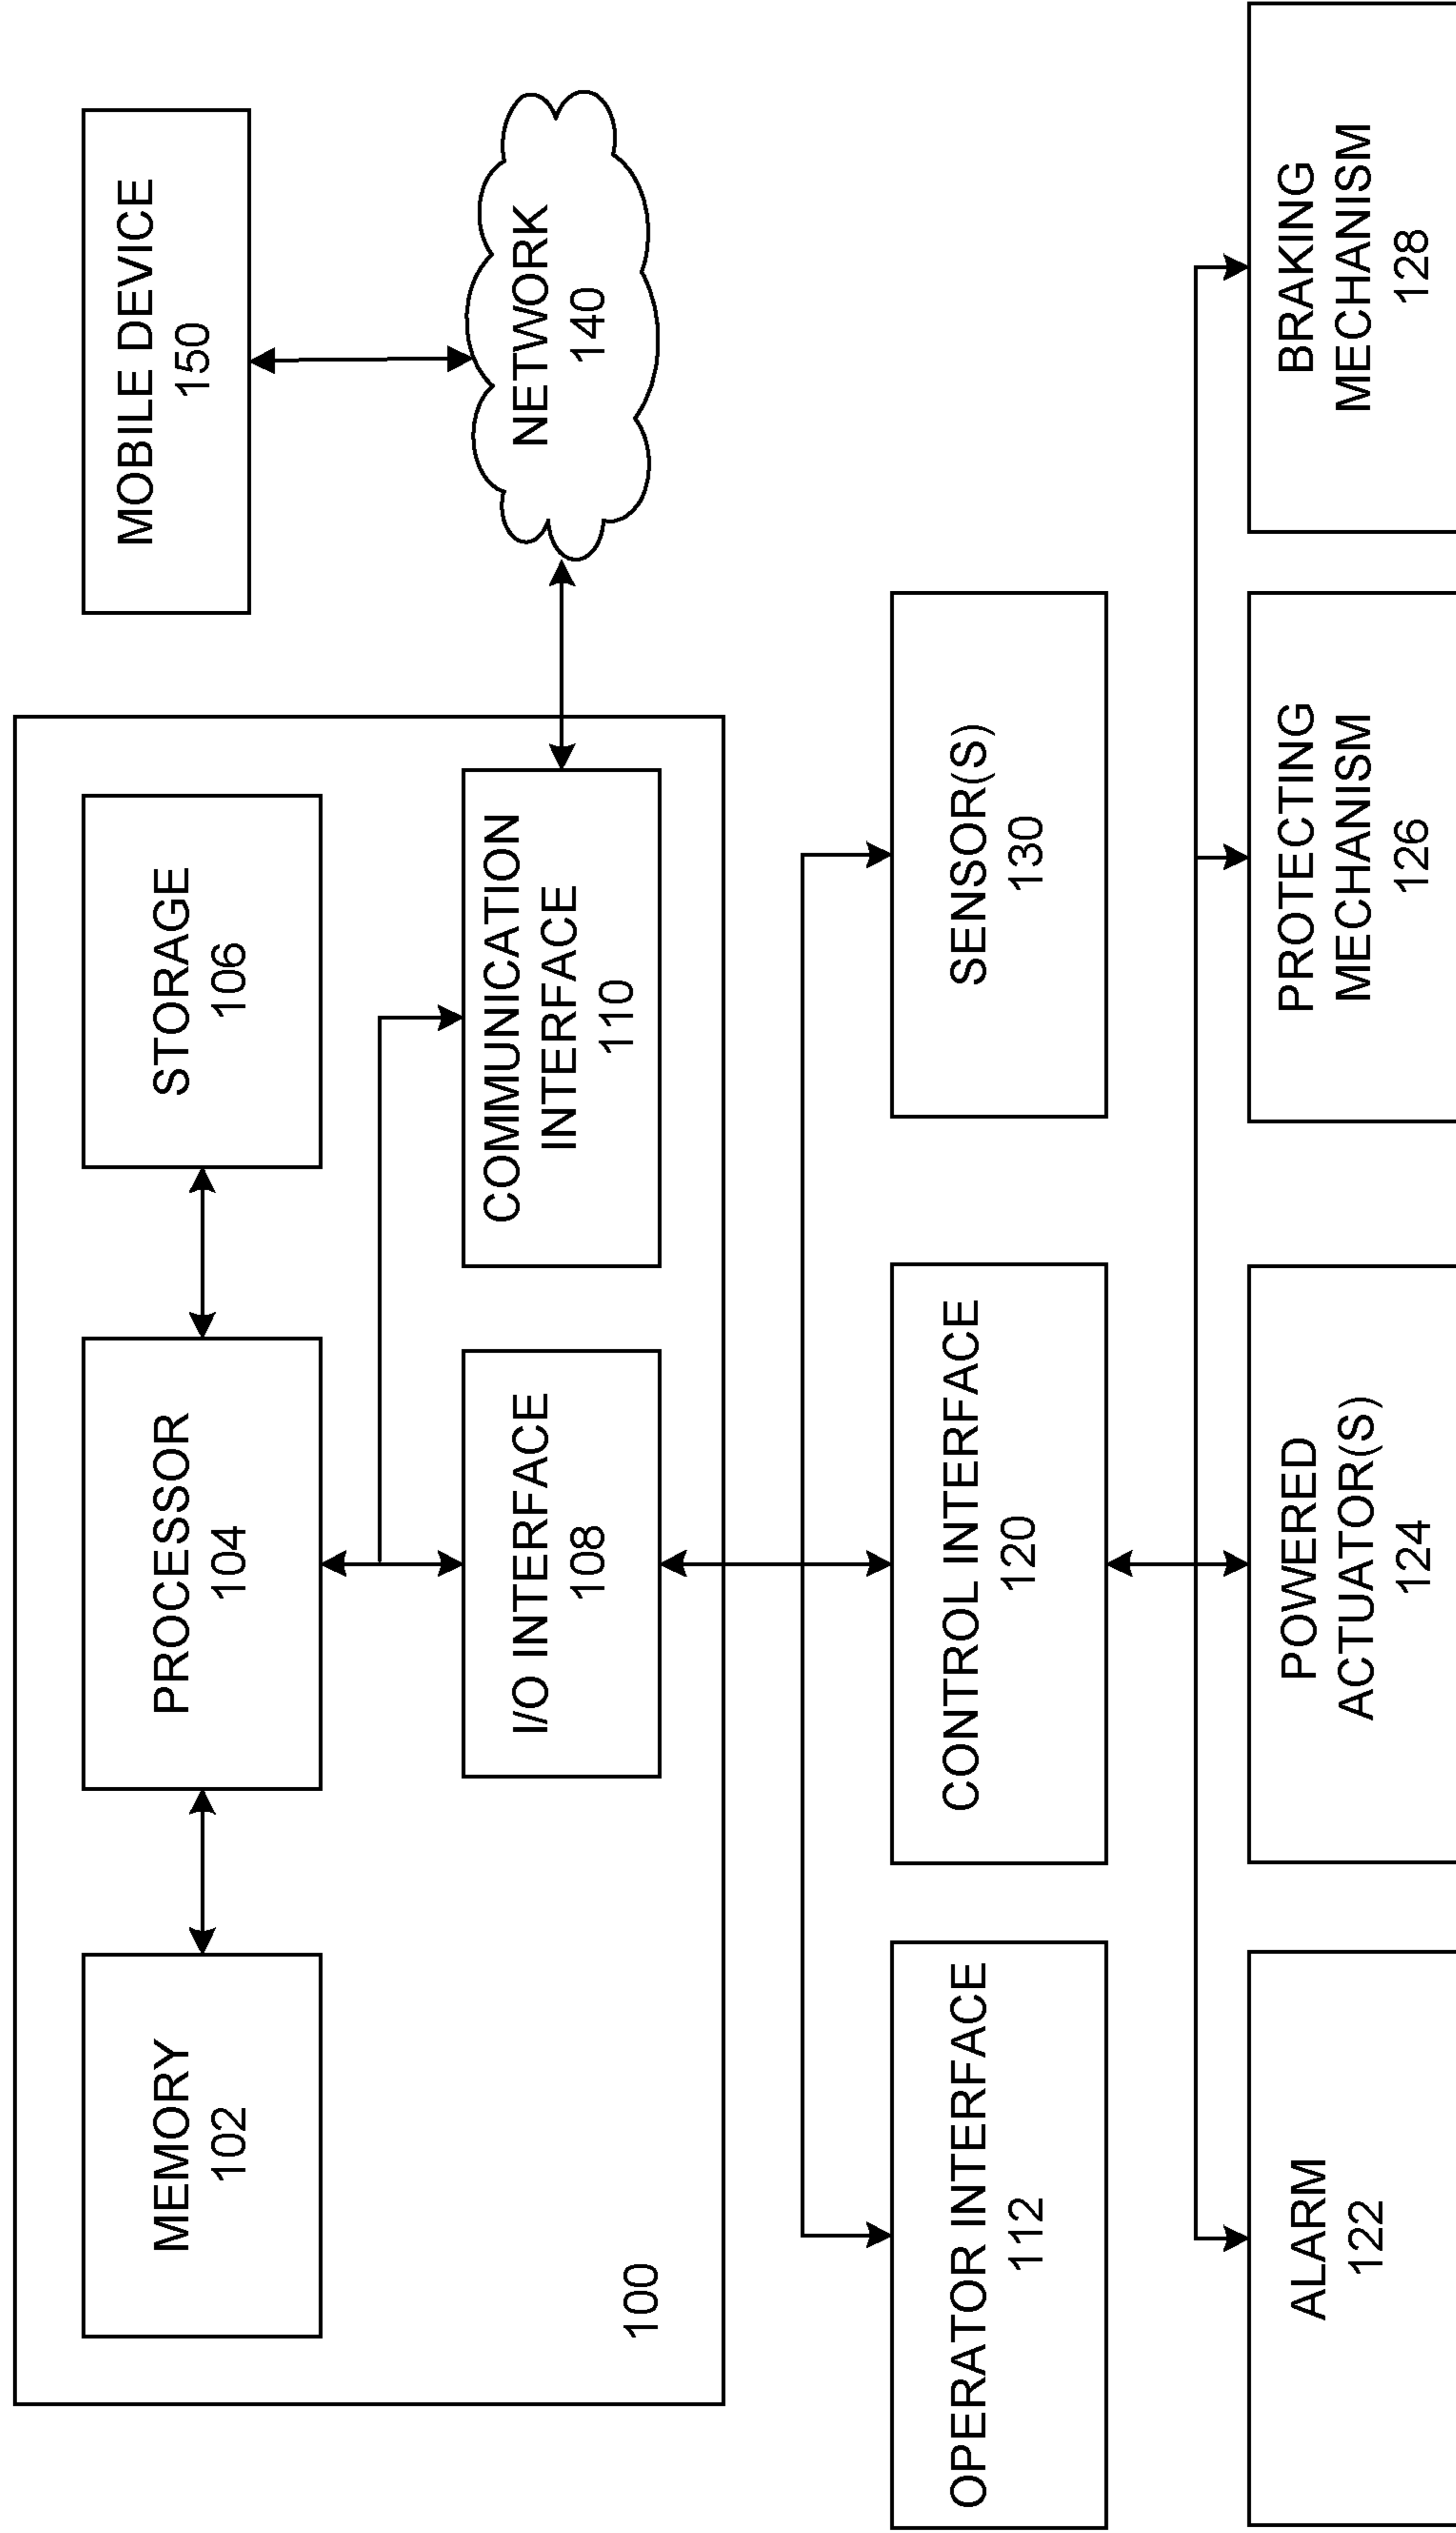 MEMORY
102
PROCESSOR
104
STORAGE
106
MOBILE DEVICE
150
I/O INTERFACE
108
COMMUNICATION
INTERFACE
110
NETWORK
140
100
OPERATOR INTERFACE
112
CONTROL INTERFACE
120
SENSOR(S)
130
ALARM
122
POWERED
ACTUATOR(S)
124
PROTECTING
MECHANISM
126
BRAKING
MECHANISM
128